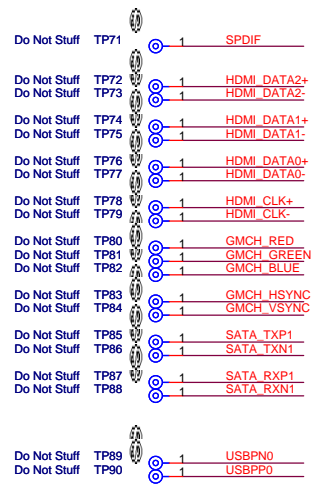 Do Not Stuff TP71 1 SPDIF
Do Not Stuff TP72 1 HDMI_DATA2+
Do Not Stuff TP73 1 HDMI_DATA2-
Do Not Stuff TP74 1 HDMI_DATA1+
Do Not Stuff TP75 1 HDMI_DATA1-
Do Not Stuff TP76 1 HDMI_DATA0+
Do Not Stuff TP77 1 HDMI_DATA0-
Do Not Stuff TP78 1 HDMI_CLK+
Do Not Stuff TP79 1 HDMI_CLK-
Do Not Stuff TP80 1 GMCH_RED
Do Not Stuff TP81 1 GMCH_GREEN
Do Not Stuff TP82 1 GMCH_BLUE
Do Not Stuff TP83 1 GMCH_HSYNC
Do Not Stuff TP84 1 GMCH_VSYNC
Do Not Stuff TP85 1 SATA_TXP1
Do Not Stuff TP86 1 SATA_TXN1
Do Not Stuff TP87 1 SATA_RXP1
Do Not Stuff TP88 1 SATA_RXN1
Do Not Stuff TP89 1 USBPN0
Do Not Stuff TP90 1 USBPP0